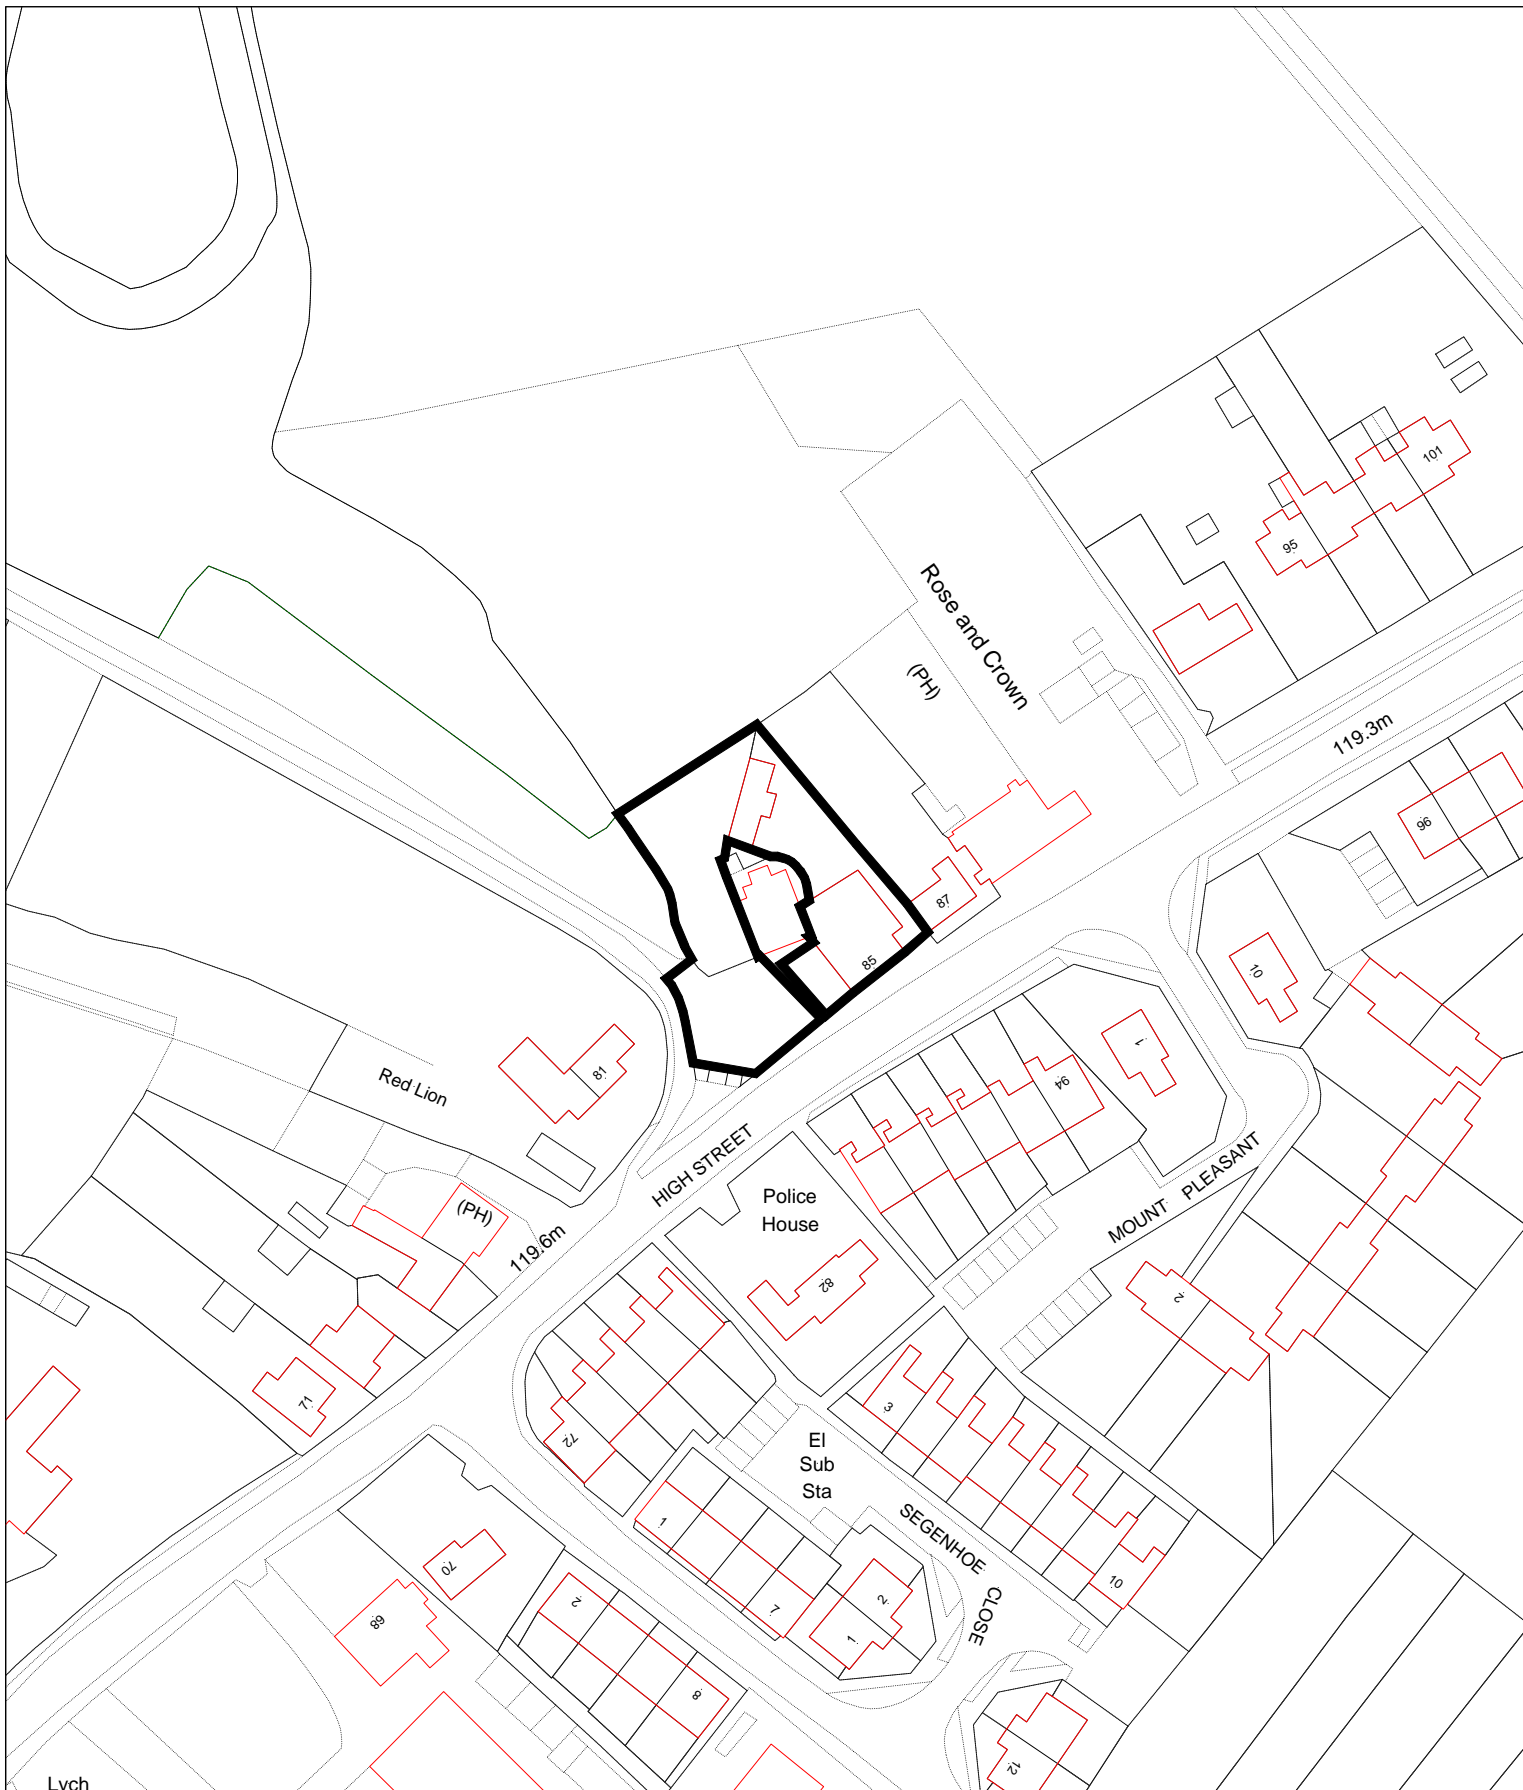 101
95
Rose and Crown
(PH)
119.3m
96
87
85
10
1
94
81
Red Lion
HIGH STREET
Police
House
MOUNT PLEASANT
(PH)
119.6m
82
2
71
72
3
El
Sub
Sta
SEGENHOE
CLOSE
1
7
2
1
10
70
68
2
8
12
Lych